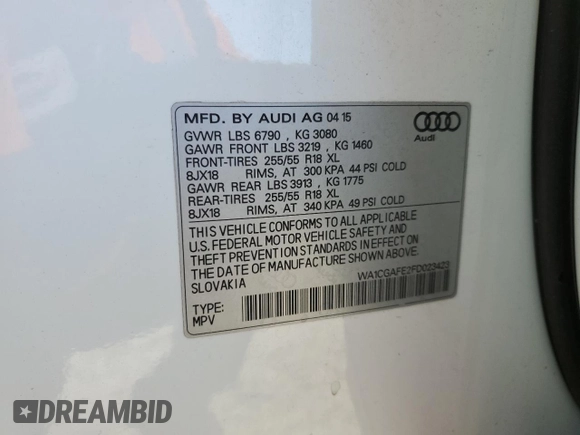 MFD. BY AUDI AG 04 15
GVWR LBS 6790 , KG 3080
GAWR FRONT LBS 3219 , KG 1460
FRONT-TIRES 255/55 R18 XL
8JX18 RIMS, AT 300 KPA 44 PSI COLD
GAWR REAR LBS 3913 , KG 1775
REAR-TIRES 255/55 R18 XL
8JX18 RIMS, AT 340 KPA 49 PSI COLD
Audi
THIS VEHICLE CONFORMS TO ALL APPLICABLE
U.S. FEDERAL MOTOR VEHICLE SAFETY AND
THEFT PREVENTION STANDARDS IN EFFECT ON
THE DATE OF MANUFACTURE SHOWN ABOVE.
SLOVAKIA
WA1CGAFE2FD023423
TYPE:
MPV
DREAMBID